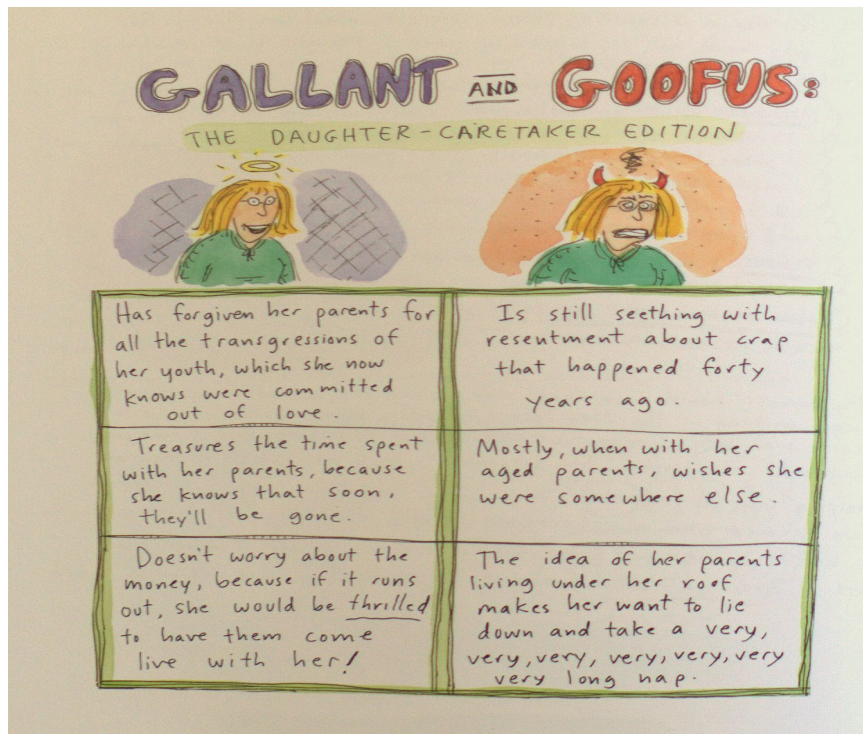 GALLANT AND GOOFUS:
THE DAUGHTER-CARETAKER EDITION
Has forgiven her parents for
all the transgressions of
her youth, which she now
knows were committed
out of love.
Is still seething with
resentment about crap
that happened forty
years ago.
Treasures the time spent
with her parents, because
she knows that soon,
they'll be gone.
Mostly, when with her
aged parents, wishes she
were somewhere else.
Doesn't worry about the
money, because if it runs
out, she would be thrilled
to have them come
live with her!
The idea of her parents
living under her roof
makes her want to lie
down and take a very,
very, very, very, very, very
very long nap.